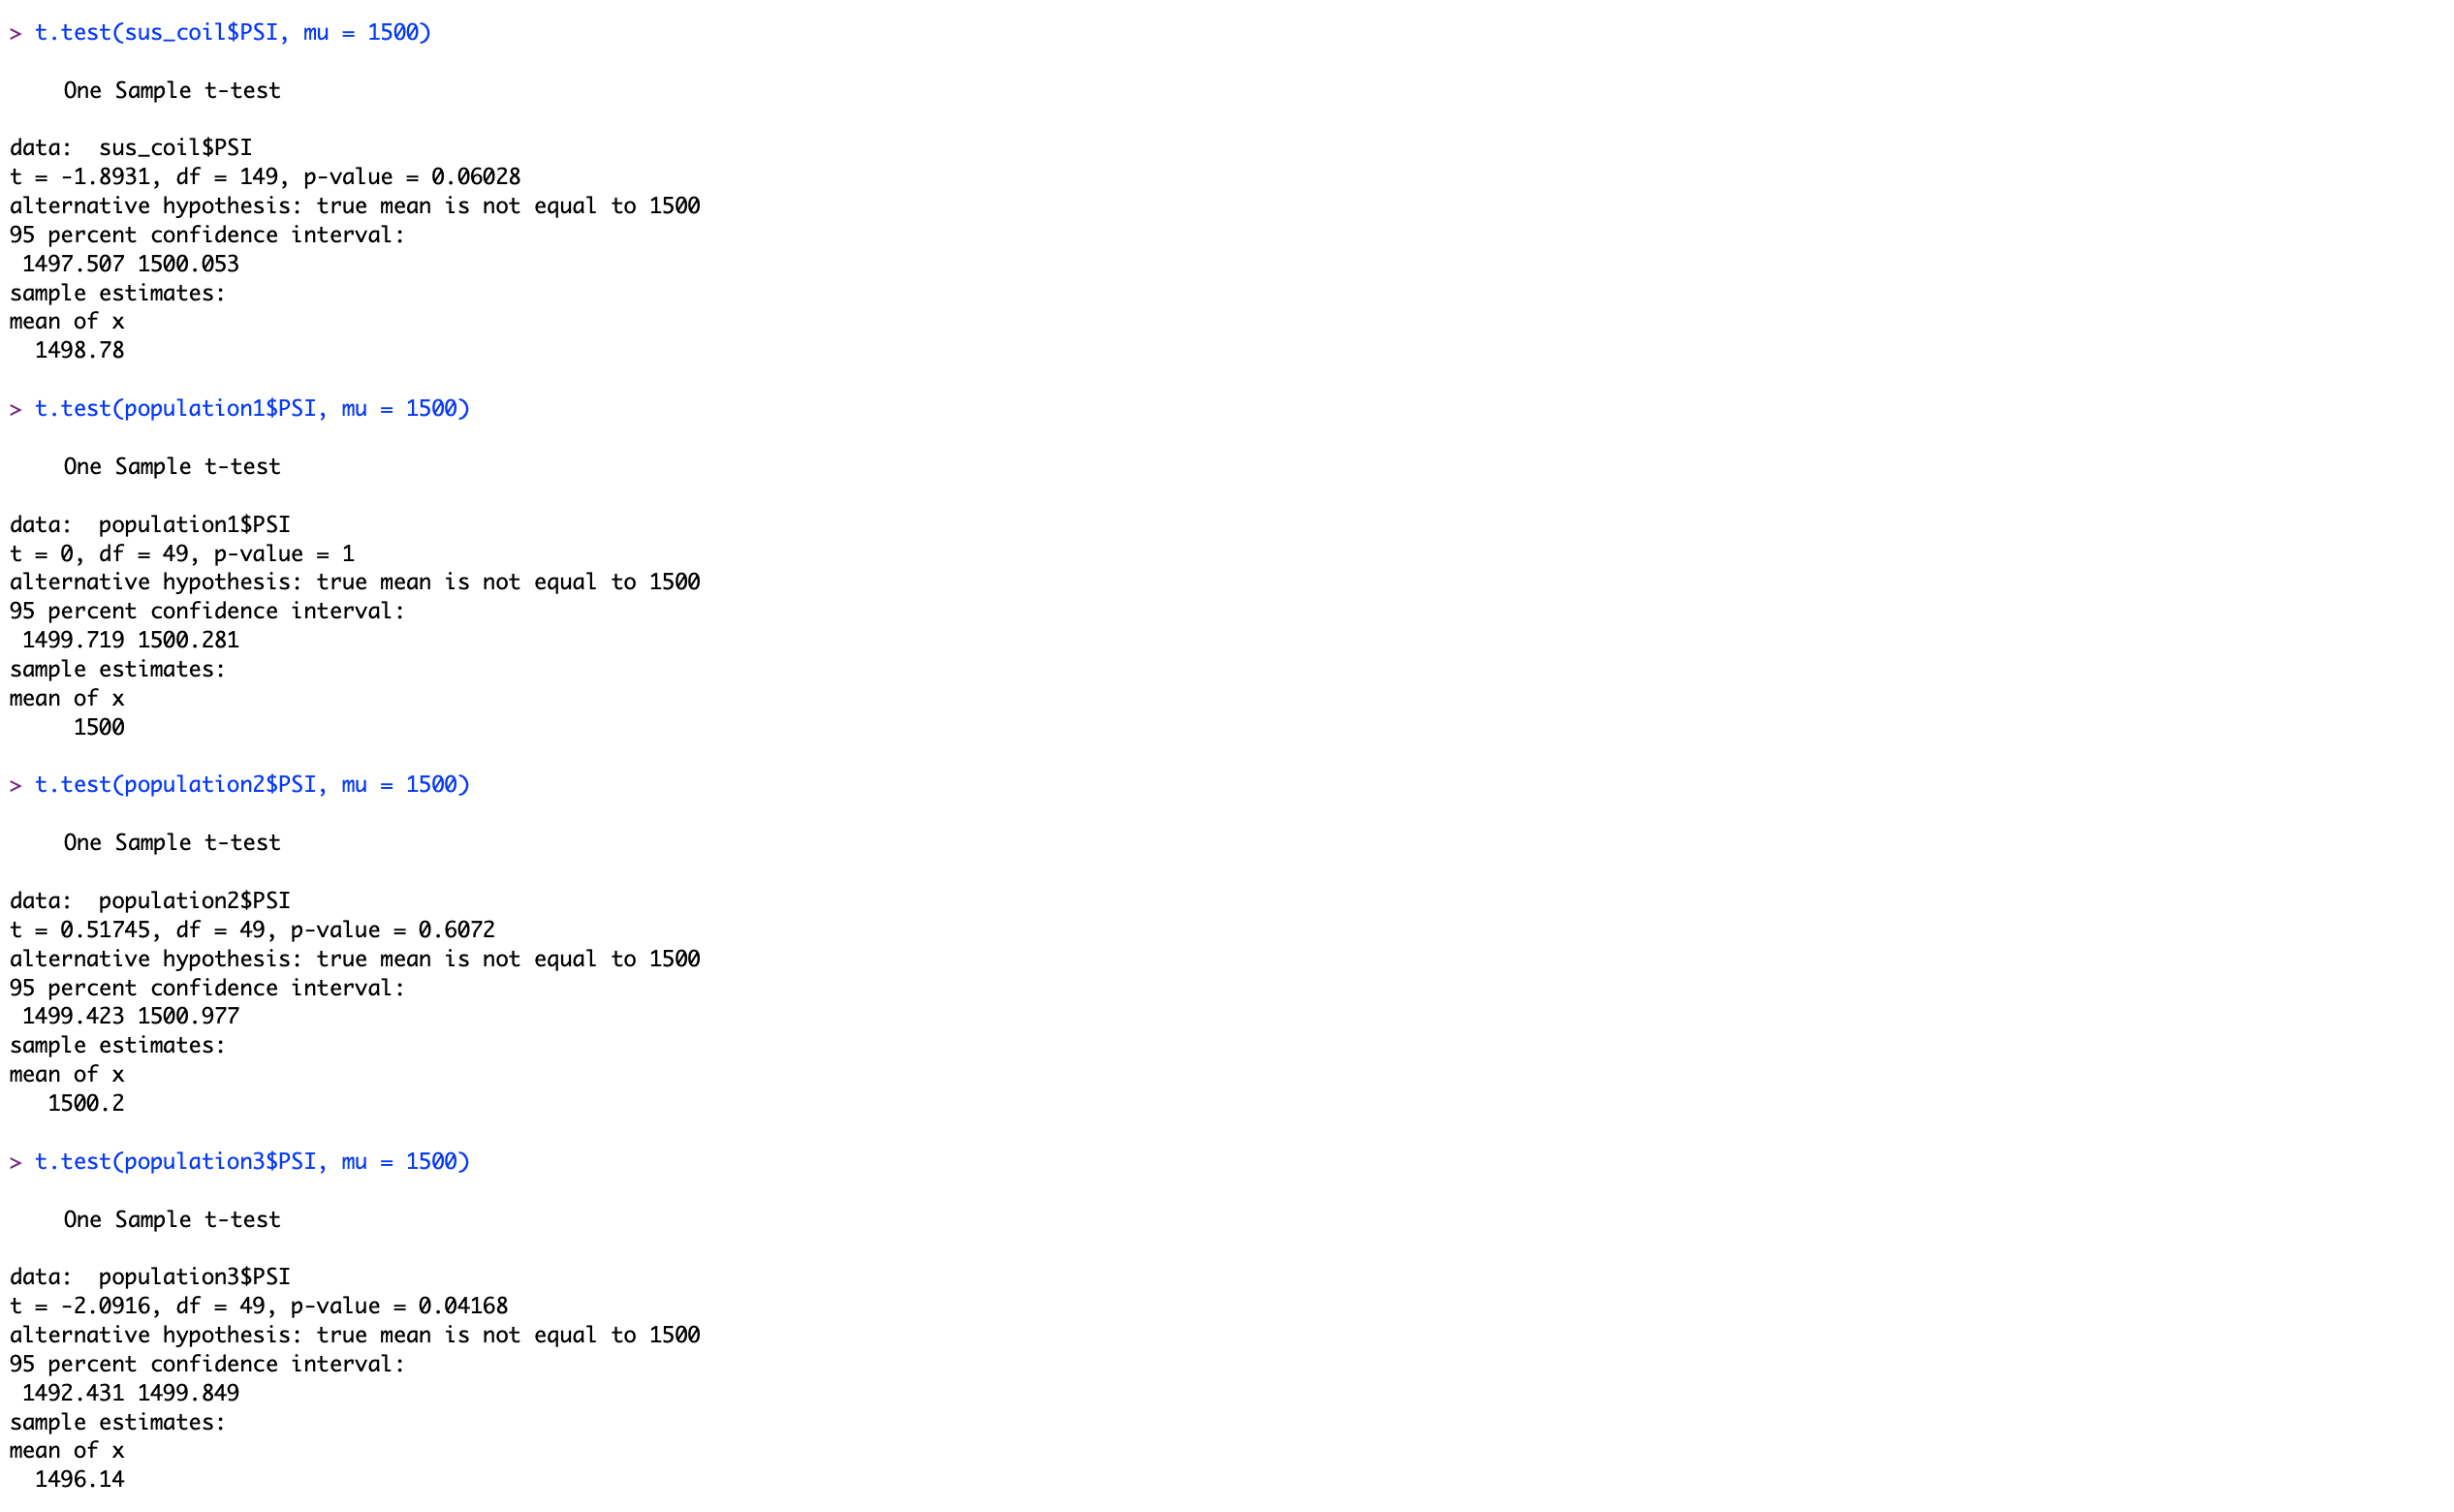 > t.test(sus_coil$PSI, mu = 1500)
One Sample t-test
data:  sus_coil$PSI
t = -1.8931, df = 149, p-value = 0.06028
alternative hypothesis: true mean is not equal to 1500
95 percent confidence interval:
1497.507 1500.053
sample estimates:
mean of x
1498.78
> t.test(population1$PSI, mu = 1500)
One Sample t-test
data:  population1$PSI
t = 0, df = 49, p-value = 1
alternative hypothesis: true mean is not equal to 1500
95 percent confidence interval:
1499.719 1500.281
sample estimates:
mean of x
1500
> t.test(population2$PSI, mu = 1500)
One Sample t-test
data:  population2$PSI
t = 0.51745, df = 49, p-value = 0.6072
alternative hypothesis: true mean is not equal to 1500
95 percent confidence interval:
1499.423 1500.977
sample estimates:
mean of x
1500.2
> t.test(population3$PSI, mu = 1500)
One Sample t-test
data:  population3$PSI
t = -2.0916, df = 49, p-value = 0.04168
alternative hypothesis: true mean is not equal to 1500
95 percent confidence interval:
1492.431 1499.849
sample estimates:
mean of x
1496.14